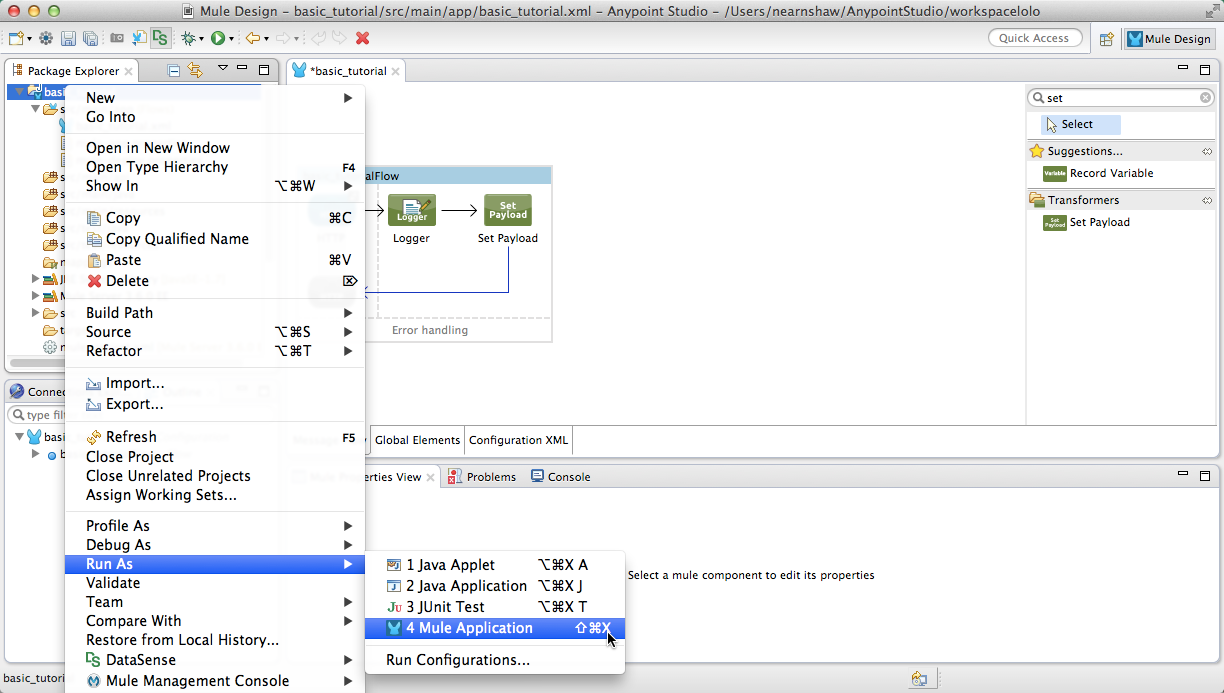 Mule Design - basic_tutorial/src/main/app/basic_tutorial.xml - Anypoint Studio - /Users/nearnshaw/AnypointStudio/workspacelolo
Quick Access
Mule Design
Package Explorer
*basic_tutorial
basi
New
Go Into
Open in New Window
Open Type Hierarchy F4
Show In ⌥⌘W
Copy ⌘C
Copy Qualified Name
Paste ⌘V
Delete ⌦
Build Path
Source ⌥⌘S
Refactor ⌥⌘T
Import...
Export...
Refresh F5
Close Project
Close Unrelated Projects
Assign Working Sets...
Profile As
Debug As
Run As
Validate
Team
Compare With
Restore from Local History...
DataSense
Mule Management Console
1 Java Applet ⌥⌘X A
2 Java Application ⌥⌘X J
3 JUnit Test ⌥⌘X T
4 Mule Application ⇧⌘X
Run Configurations...
alFlow
Logger
Set
Payload
Logger
Set Payload
Error handling
set
Select
Suggestions...
Variable
Record Variable
Transformers
Set
Payload
Set Payload
Global Elements
Configuration XML
erties View
Problems
Console
Select a mule component to edit its properties
Connec
type filt
basi
b
basic_tutoria